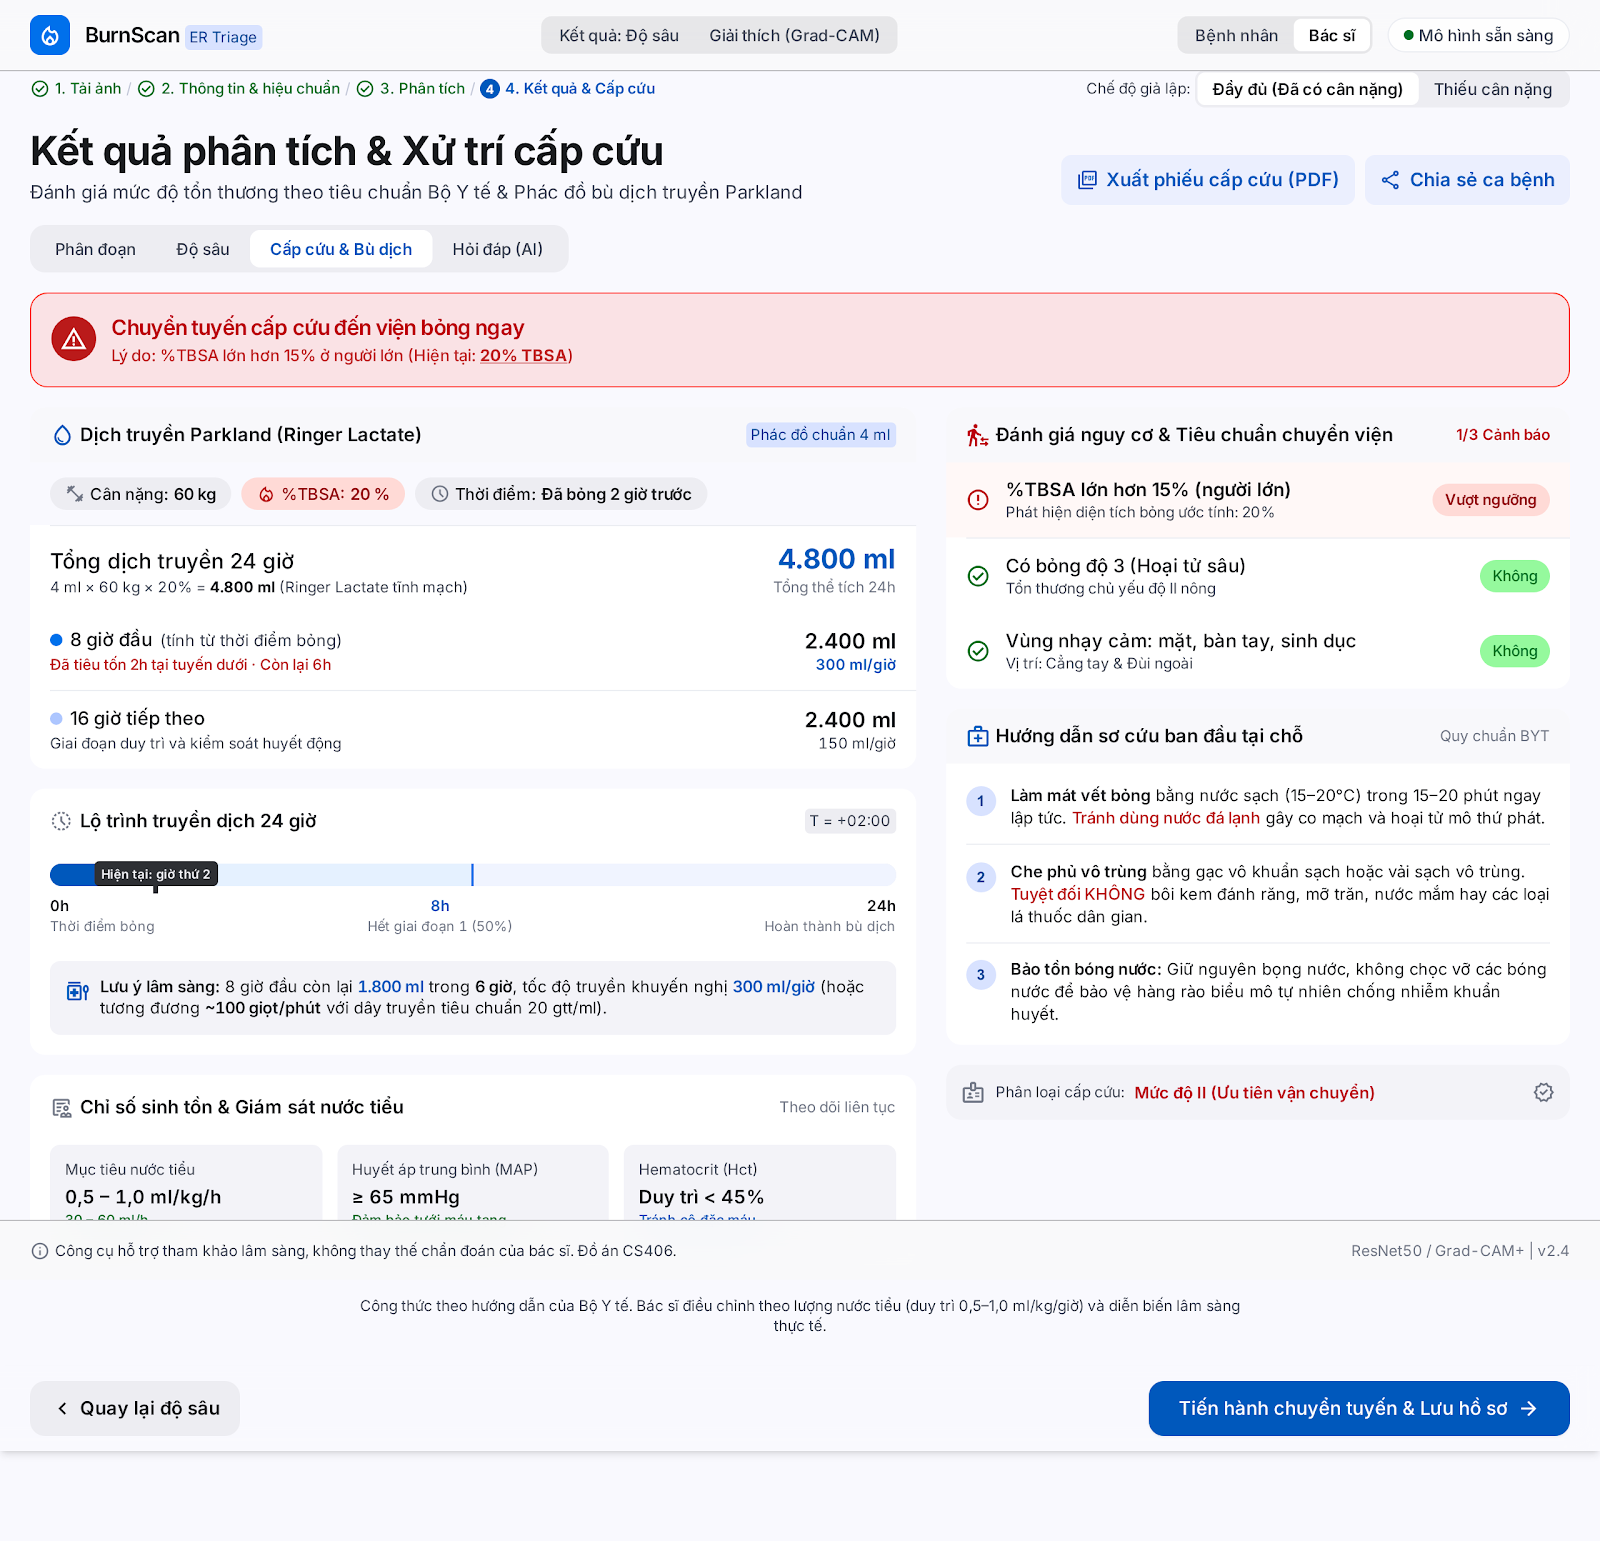 BurnScan ER Triage
Kết quả: Độ sâu Giải thích (Grad-CAM)
Bệnh nhân Bác sĩ
Mô hình sẵn sàng
1. Tải ảnh / 2. Thông tin & hiệu chuẩn / 3. Phân tích / 4 4. Kết quả & Cấp cứu
Chế độ giả lập: Đầy đủ (Đã có cân nặng) Thiếu cân nặng
Kết quả phân tích & Xử trí cấp cứu
Đánh giá mức độ tổn thương theo tiêu chuẩn Bộ Y tế & Phác đồ bù dịch truyền Parkland
Xuất phiếu cấp cứu (PDF) Chia sẻ ca bệnh
Phân đoạn Độ sâu Cấp cứu & Bù dịch Hỏi đáp (AI)
Chuyển tuyến cấp cứu đến viện bỏng ngay
Lý do: %TBSA lớn hơn 15% ở người lớn (Hiện tại: 20% TBSA)
Dịch truyền Parkland (Ringer Lactate) Phác đồ chuẩn 4 ml
Cân nặng: 60 kg %TBSA: 20 % Thời điểm: Đã bỏng 2 giờ trước
Tổng dịch truyền 24 giờ 4.800 ml
4 ml × 60 kg × 20% = 4.800 ml (Ringer Lactate tĩnh mạch) Tổng thể tích 24h
8 giờ đầu (tính từ thời điểm bỏng) 2.400 ml
Đã tiêu tốn 2h tại tuyến dưới · Còn lại 6h 300 ml/giờ
16 giờ tiếp theo 2.400 ml
Giai đoạn duy trì và kiểm soát huyết động 150 ml/giờ
Lộ trình truyền dịch 24 giờ T = +02:00
Hiện tại: giờ thứ 2
0h 8h 24h
Thời điểm bỏng Hết giai đoạn 1 (50%) Hoàn thành bù dịch
Lưu ý lâm sàng: 8 giờ đầu còn lại 1.800 ml trong 6 giờ, tốc độ truyền khuyến nghị 300 ml/giờ (hoặc
tương đương ~100 giọt/phút với dây truyền tiêu chuẩn 20 gtt/ml).
Chỉ số sinh tồn & Giám sát nước tiểu Theo dõi liên tục
Mục tiêu nước tiểu Huyết áp trung bình (MAP) Hematocrit (Hct)
0,5 – 1,0 ml/kg/h ≥ 65 mmHg Duy trì < 45%
30 – 60 ml/h Đảm bảo tưới máu tạng Tránh cô đặc máu
Đánh giá nguy cơ & Tiêu chuẩn chuyển viện 1/3 Cảnh báo
%TBSA lớn hơn 15% (người lớn) Vượt ngưỡng
Phát hiện diện tích bỏng ước tính: 20%
Có bỏng độ 3 (Hoại tử sâu) Không
Tổn thương chủ yếu độ II nông
Vùng nhạy cảm: mặt, bàn tay, sinh dục Không
Vị trí: Cẳng tay & Đùi ngoài
Hướng dẫn sơ cứu ban đầu tại chỗ Quy chuẩn BYT
1 Làm mát vết bỏng bằng nước sạch (15–20°C) trong 15–20 phút ngay
lập tức. Tránh dùng nước đá lạnh gây co mạch và hoại tử mô thứ phát.
2 Che phủ vô trùng bằng gạc vô khuẩn sạch hoặc vải sạch vô trùng.
Tuyệt đối KHÔNG bôi kem đánh răng, mỡ trăn, nước mắm hay các loại
lá thuốc dân gian.
3 Bảo tồn bóng nước: Giữ nguyên bọng nước, không chọc vỡ các bóng
nước để bảo vệ hàng rào biểu mô tự nhiên chống nhiễm khuẩn
huyết.
Phân loại cấp cứu: Mức độ II (Ưu tiên vận chuyển)
Công cụ hỗ trợ tham khảo lâm sàng, không thay thế chẩn đoán của bác sĩ. Đồ án CS406. ResNet50 / Grad-CAM+ | v2.4
Công thức theo hướng dẫn của Bộ Y tế. Bác sĩ điều chỉnh theo lượng nước tiểu (duy trì 0,5–1,0 ml/kg/giờ) và diễn biến lâm sàng
thực tế.
Quay lại độ sâu Tiến hành chuyển tuyến & Lưu hồ sơ